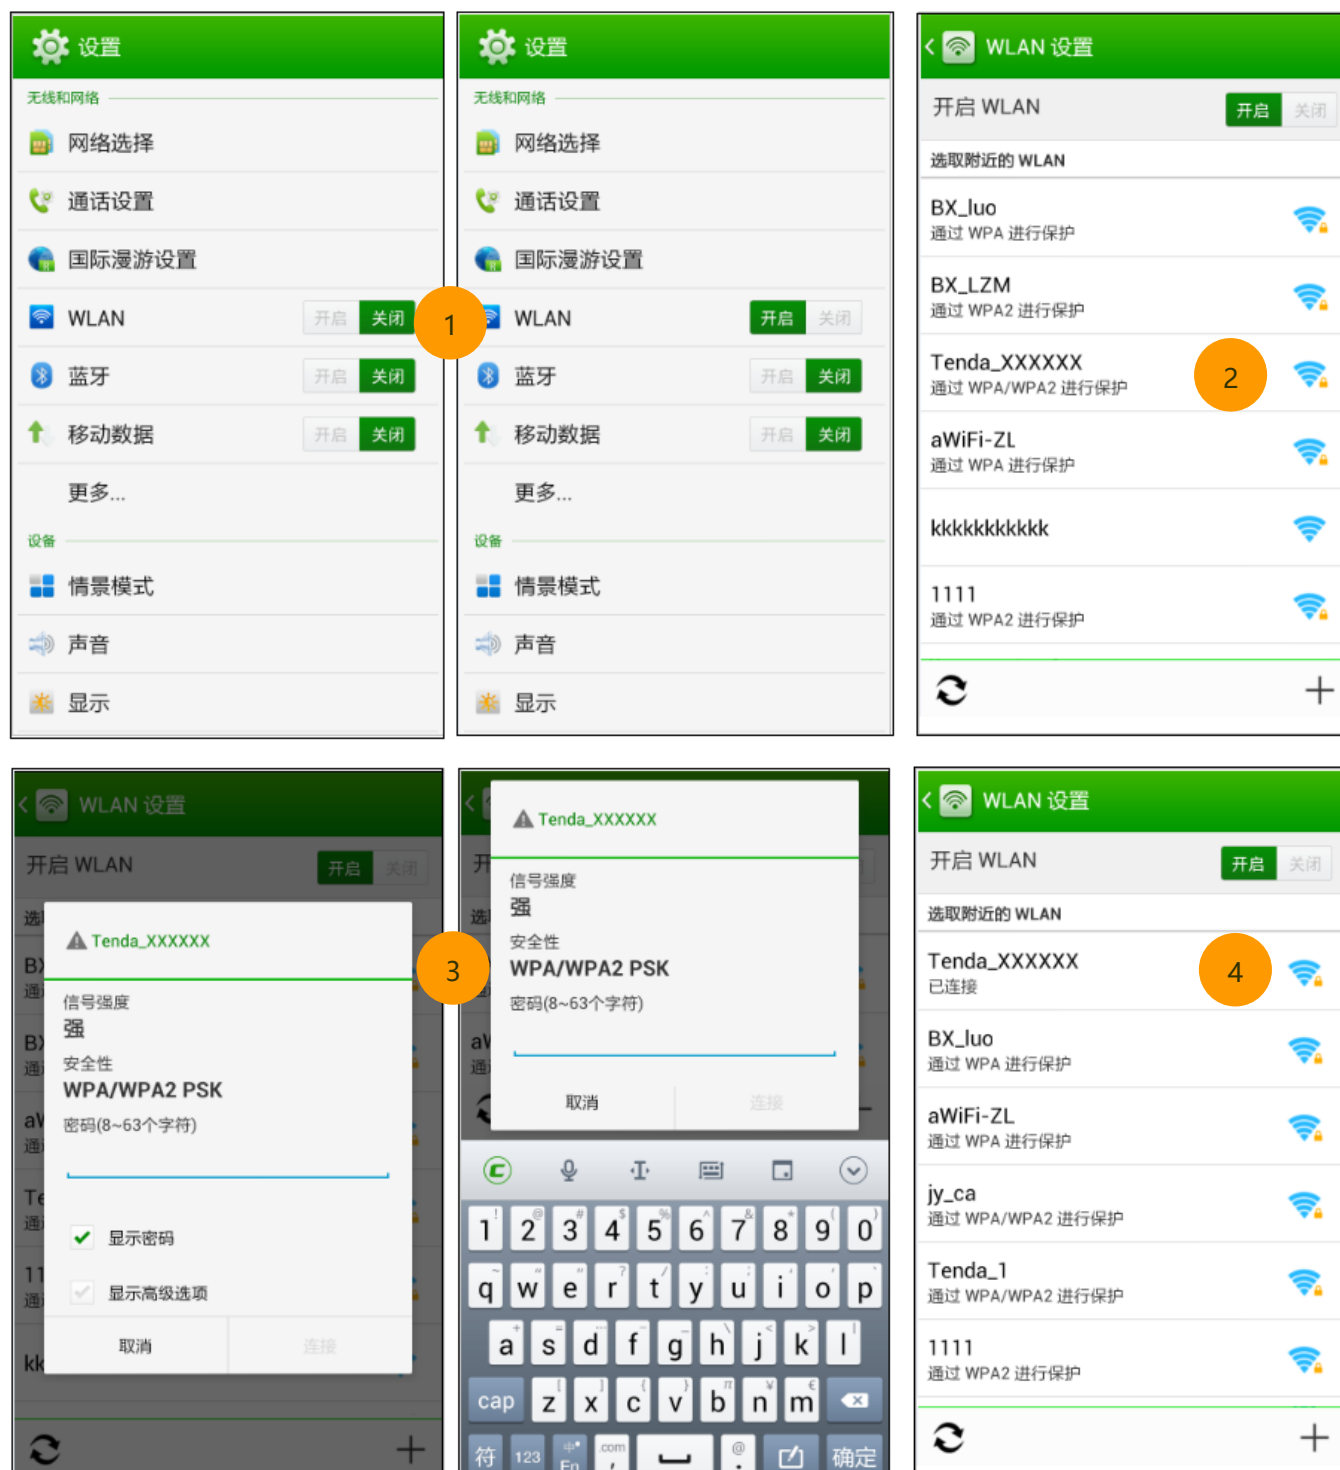 设置
无线和网络
网络选择
通话设置
国际漫游设置
WLAN 开启 关闭
蓝牙 开启 关闭
移动数据 开启 关闭
更多...
设备
情景模式
声音
显示
1
设置
无线和网络
网络选择
通话设置
国际漫游设置
WLAN 开启 关闭
蓝牙 开启 关闭
移动数据 开启 关闭
更多...
设备
情景模式
声音
显示
WLAN 设置
开启 WLAN 开启 关闭
选取附近的 WLAN
BX_luo
通过 WPA 进行保护
BX_LZM
通过 WPA2 进行保护
Tenda_XXXXXX
通过 WPA/WPA2 进行保护
2
aWiFi-ZL
通过 WPA 进行保护
kkkkkkkkkkk
1111
通过 WPA2 进行保护
WLAN 设置
开启 WLAN 开启 关闭
Tenda_XXXXXX
信号强度
强
安全性
WPA/WPA2 PSK
密码(8~63个字符)
显示密码
显示高级选项
取消 连接
3
Tenda_XXXXXX
信号强度
强
安全性
WPA/WPA2 PSK
密码(8~63个字符)
取消 连接
1 2 3 4 5 6 7 8 9 0
q w e r t y u i o p
a s d f g h j k l
cap z x c v b n m
符 123 中 En .com , @ . 确定
WLAN 设置
开启 WLAN 开启 关闭
选取附近的 WLAN
Tenda_XXXXXX
已连接
4
BX_luo
通过 WPA 进行保护
aWiFi-ZL
通过 WPA 进行保护
jy_ca
通过 WPA/WPA2 进行保护
Tenda_1
通过 WPA/WPA2 进行保护
1111
通过 WPA2 进行保护